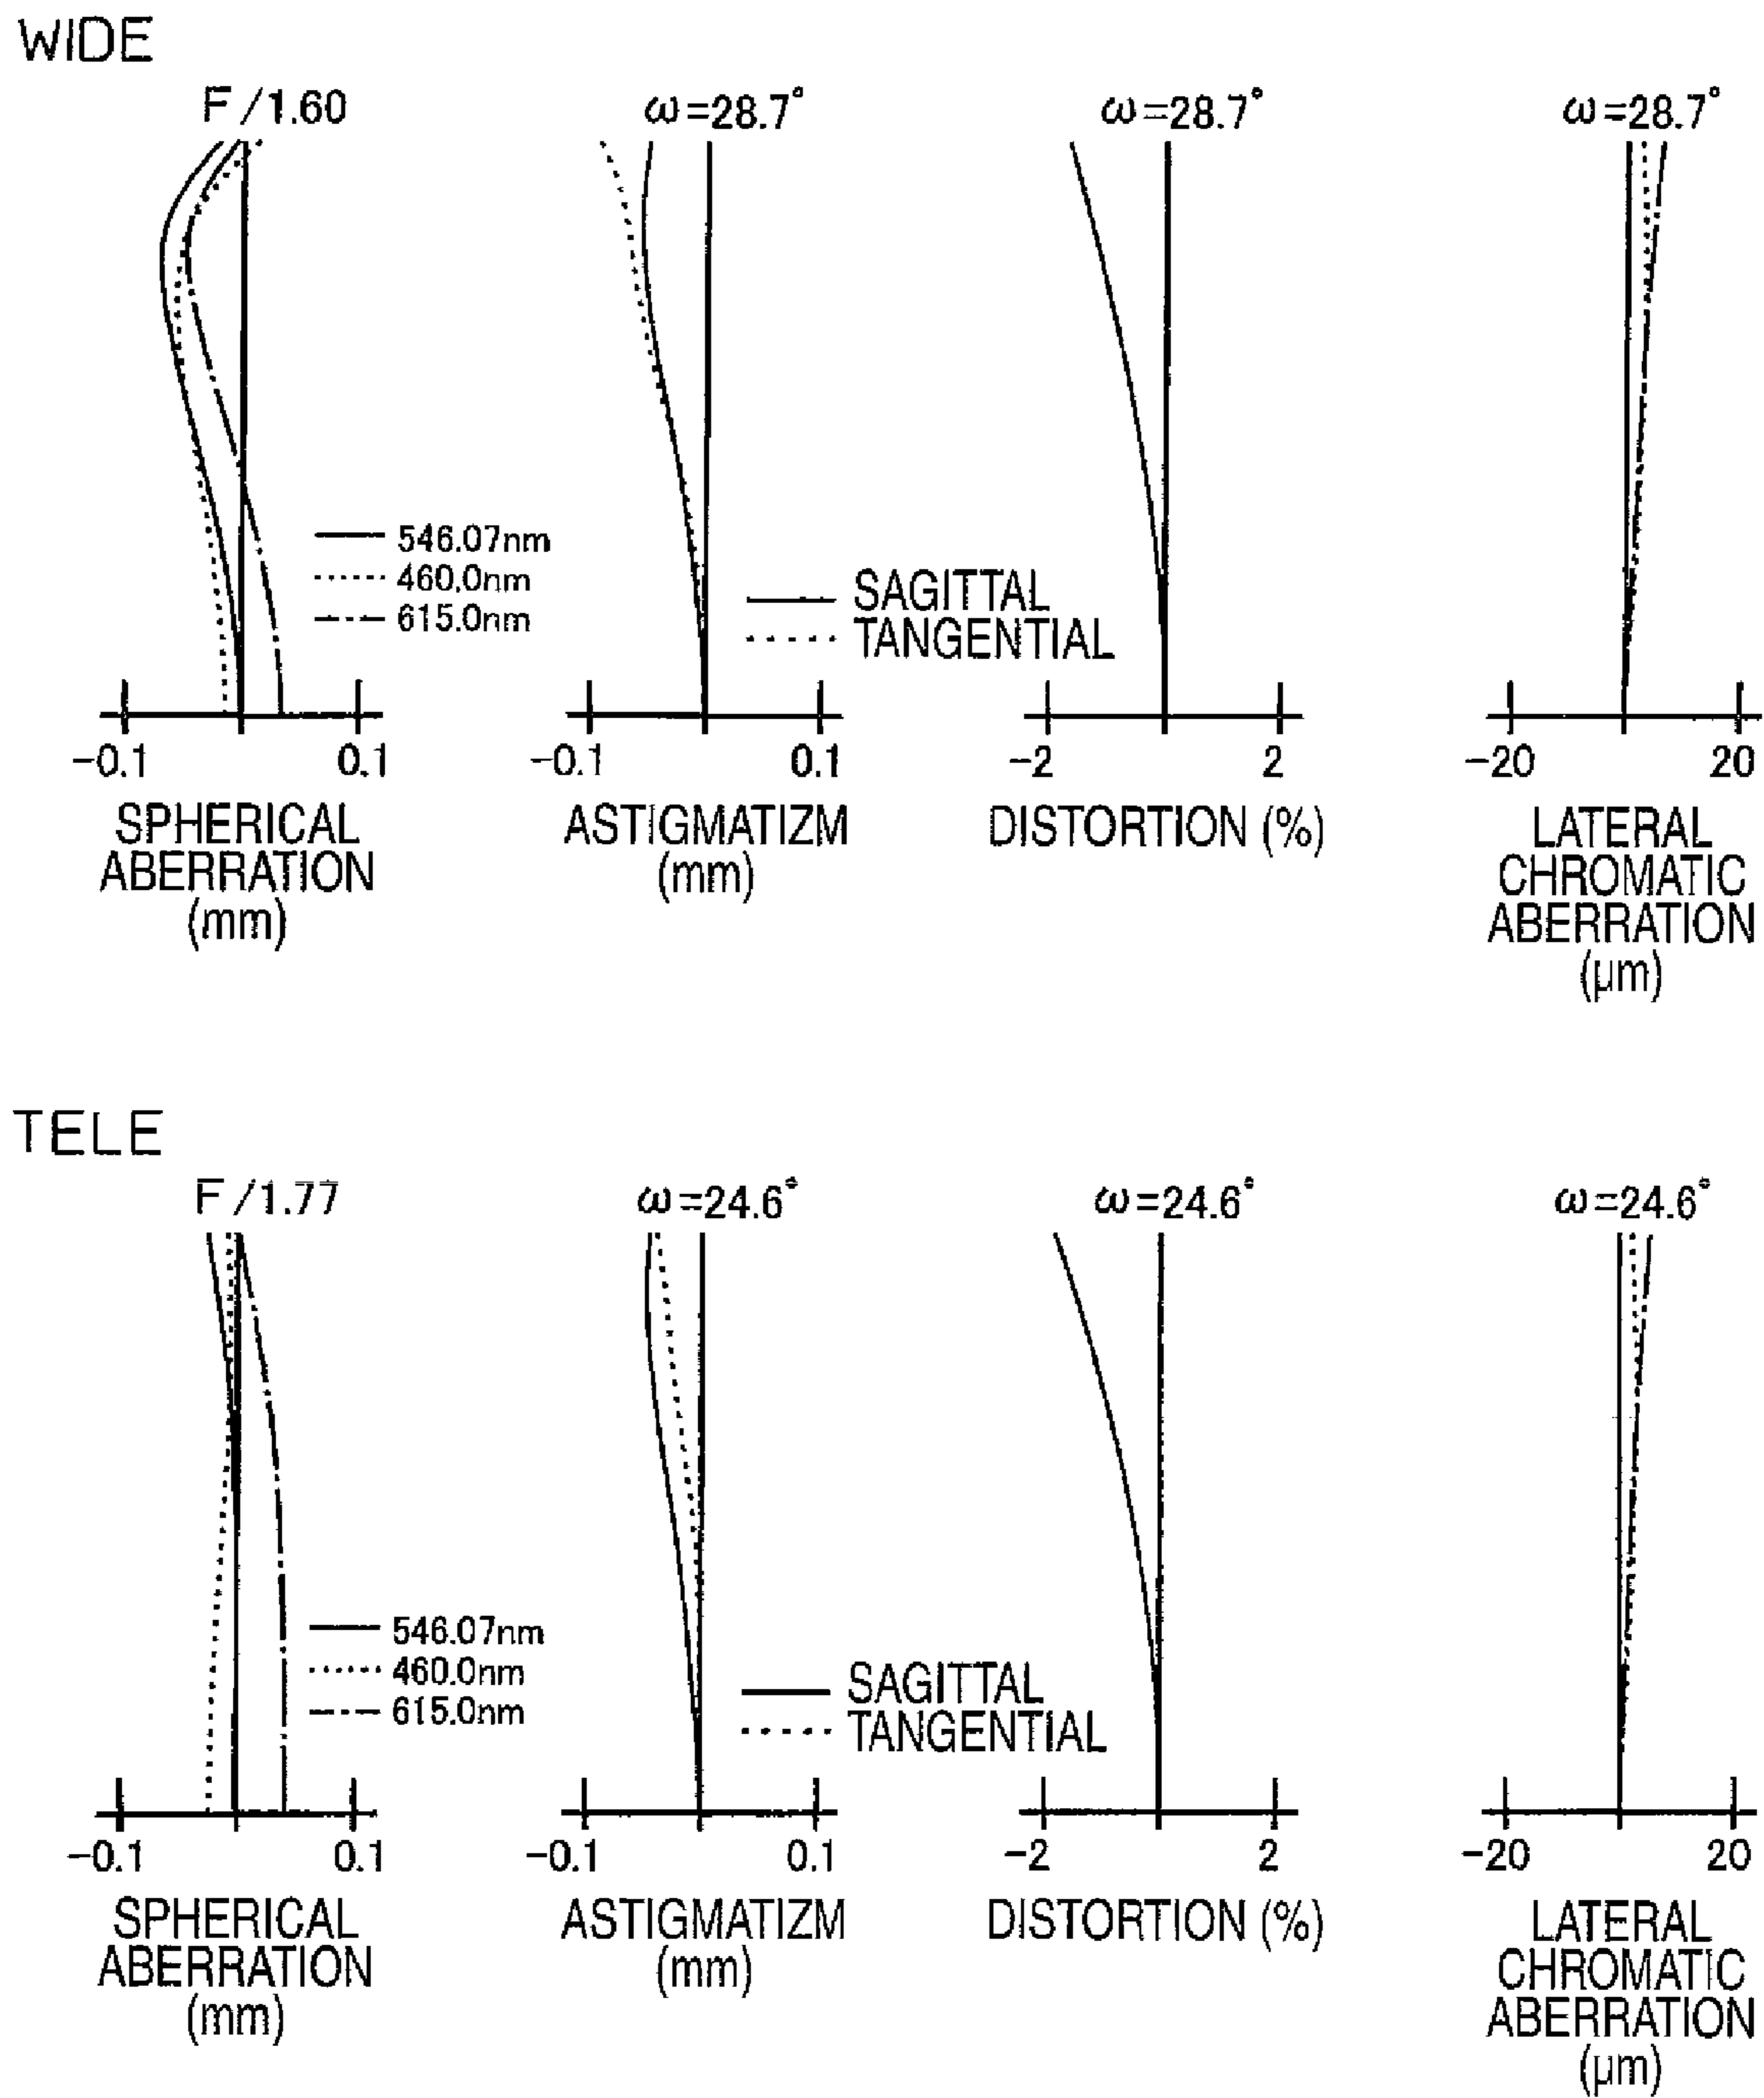 WIDE
F/1.60
ω=28.7°
ω=28.7°
ω=28.7°
546.07nm
460.0nm
615.0nm
SAGITTAL
TANGENTIAL
-0.1 0.1
-0.1 0.1
-2 2
-20 20
SPHERICAL
ABERRATION
(mm)
ASTIGMATIZM
(mm)
DISTORTION (%)
LATERAL
CHROMATIC
ABERRATION
(μm)
TELE
F/1.77
ω=24.6°
ω=24.6°
ω=24.6°
546.07nm
460.0nm
615.0nm
SAGITTAL
TANGENTIAL
-0.1 0.1
-0.1 0.1
-2 2
-20 20
SPHERICAL
ABERRATION
(mm)
ASTIGMATIZM
(mm)
DISTORTION (%)
LATERAL
CHROMATIC
ABERRATION
(μm)